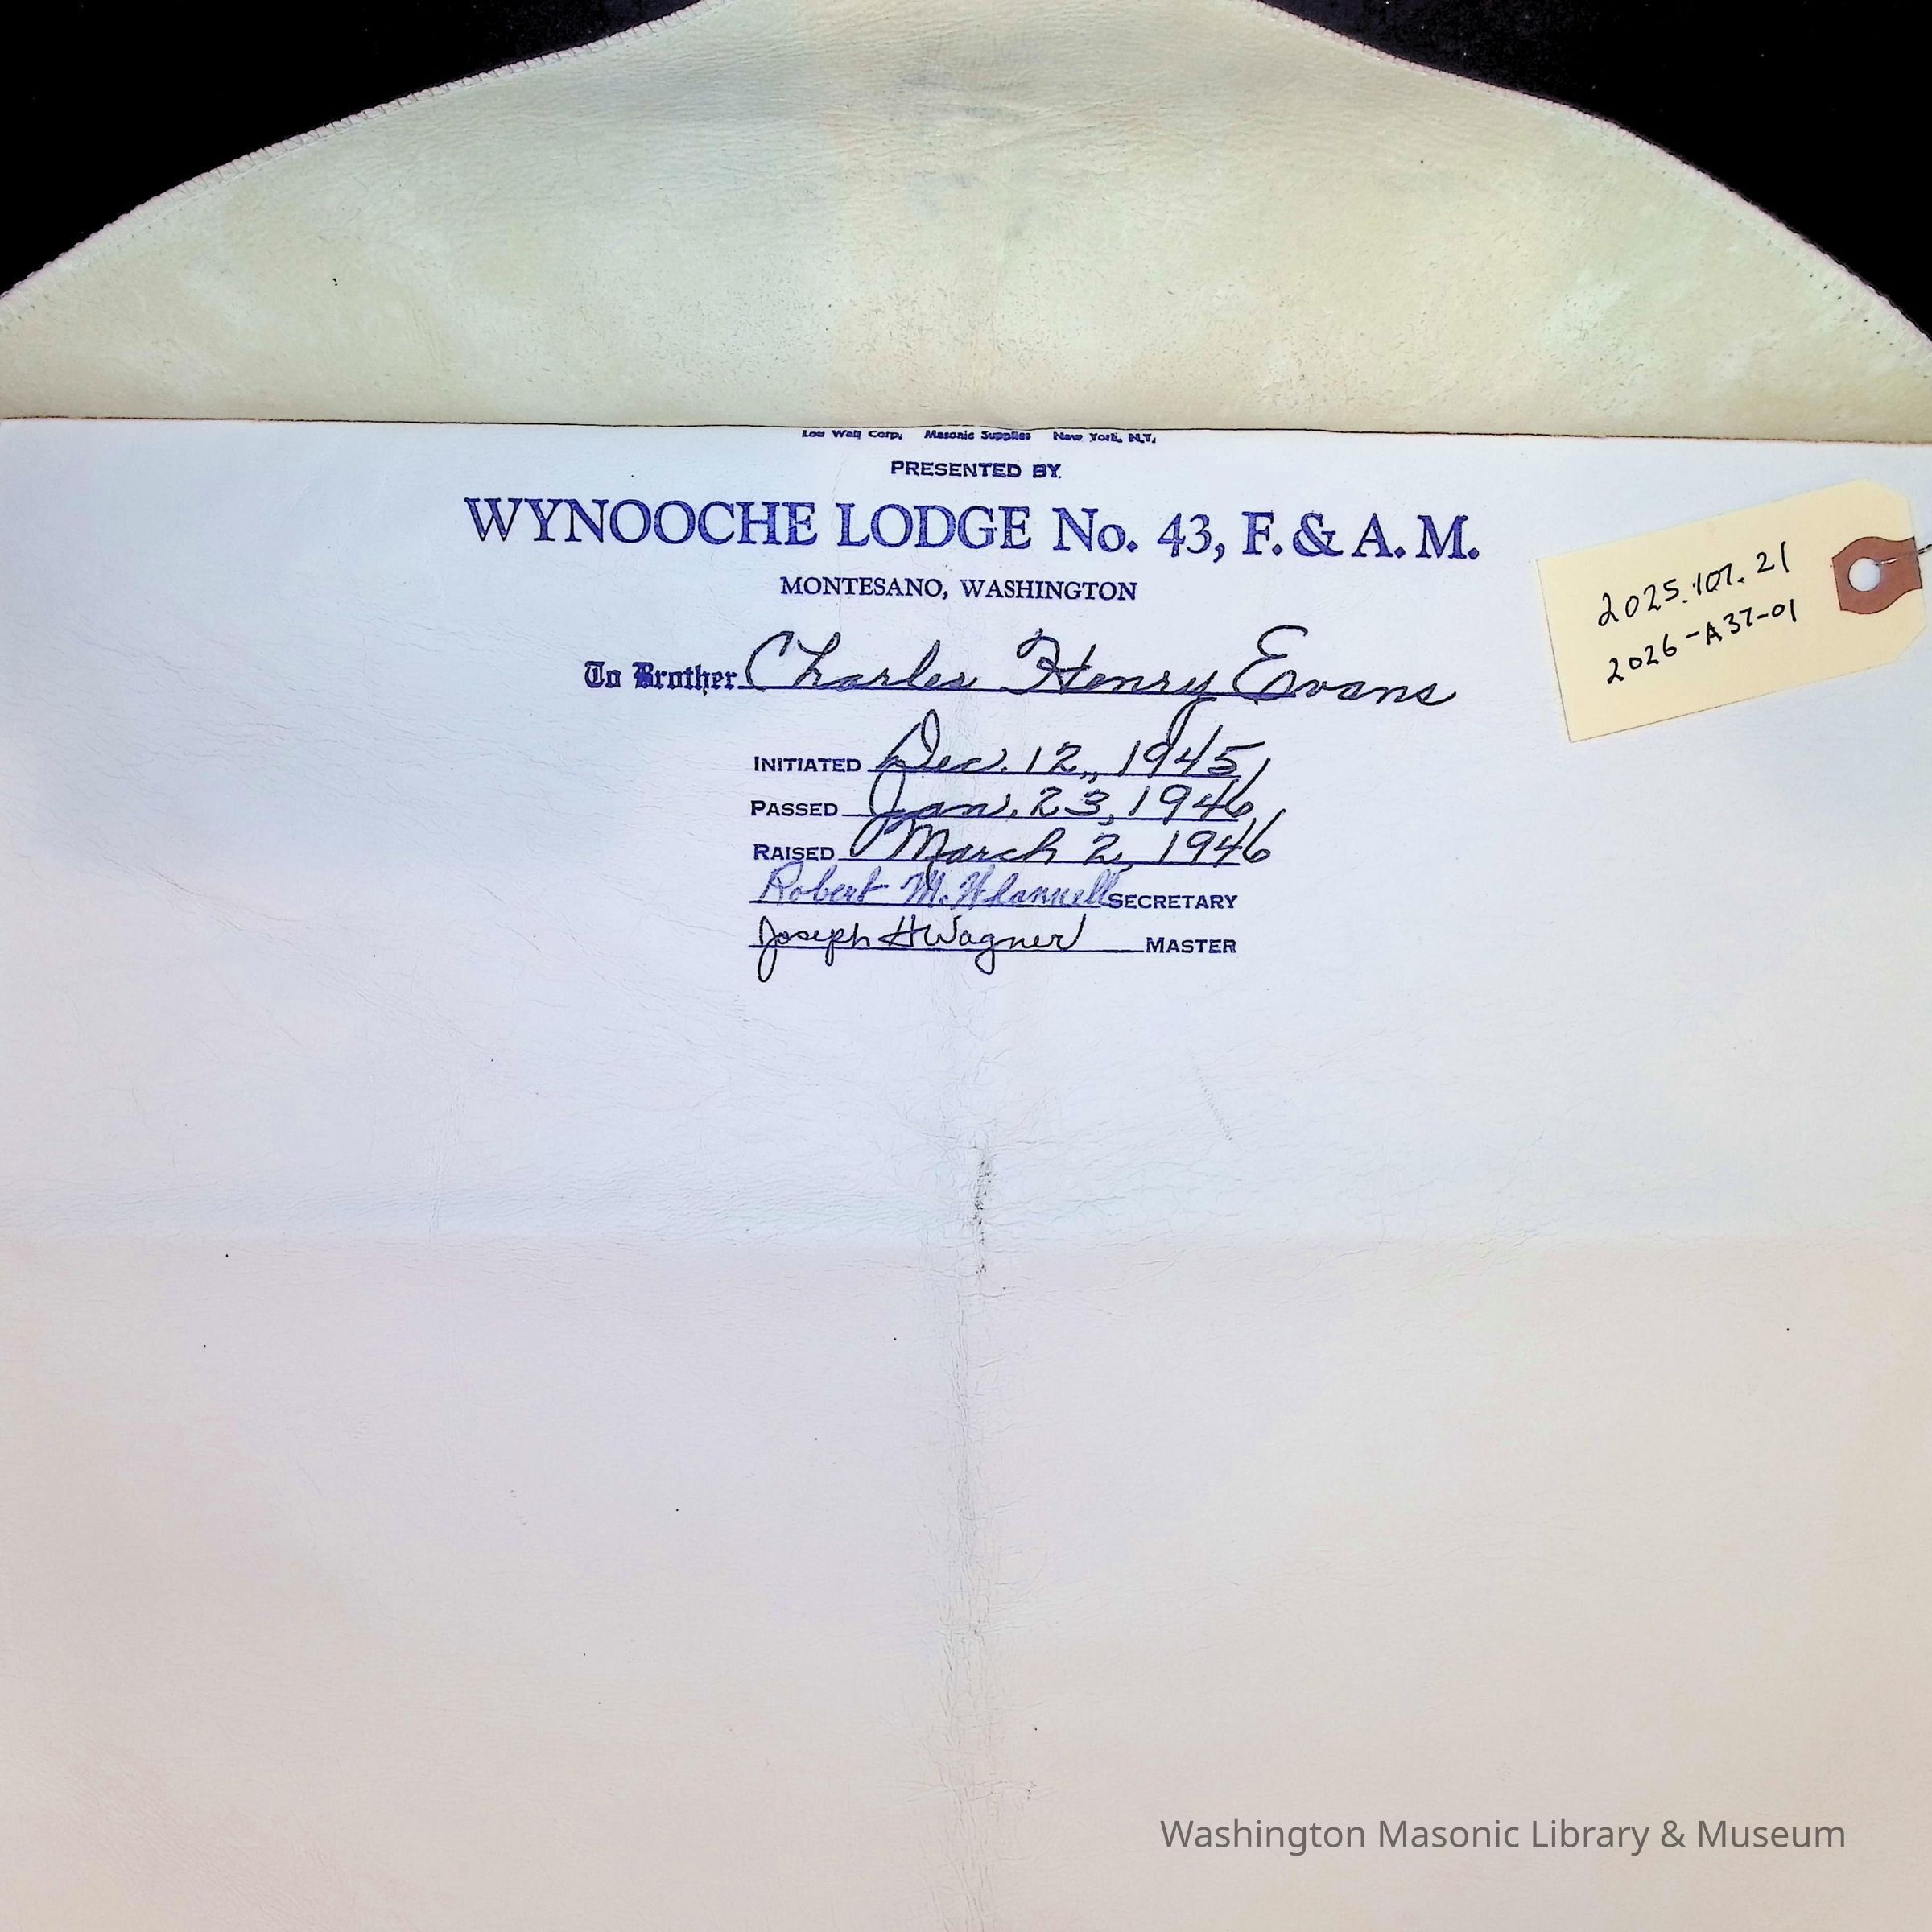 Lou Wall Corp. Masonic Supplies New York, N.Y.
PRESENTED BY
WYNOOCHE LODGE No. 43, F. & A. M.
MONTESANO, WASHINGTON
To Brother Charles Henry Evans
INITIATED Dec. 12, 1945
PASSED Jan. 23, 1946
RAISED March 2, 1946
Robert M. SECRETARY
Joseph H Wagner MASTER
2025.107.21
2026-A37-01
Washington Masonic Library & Museum